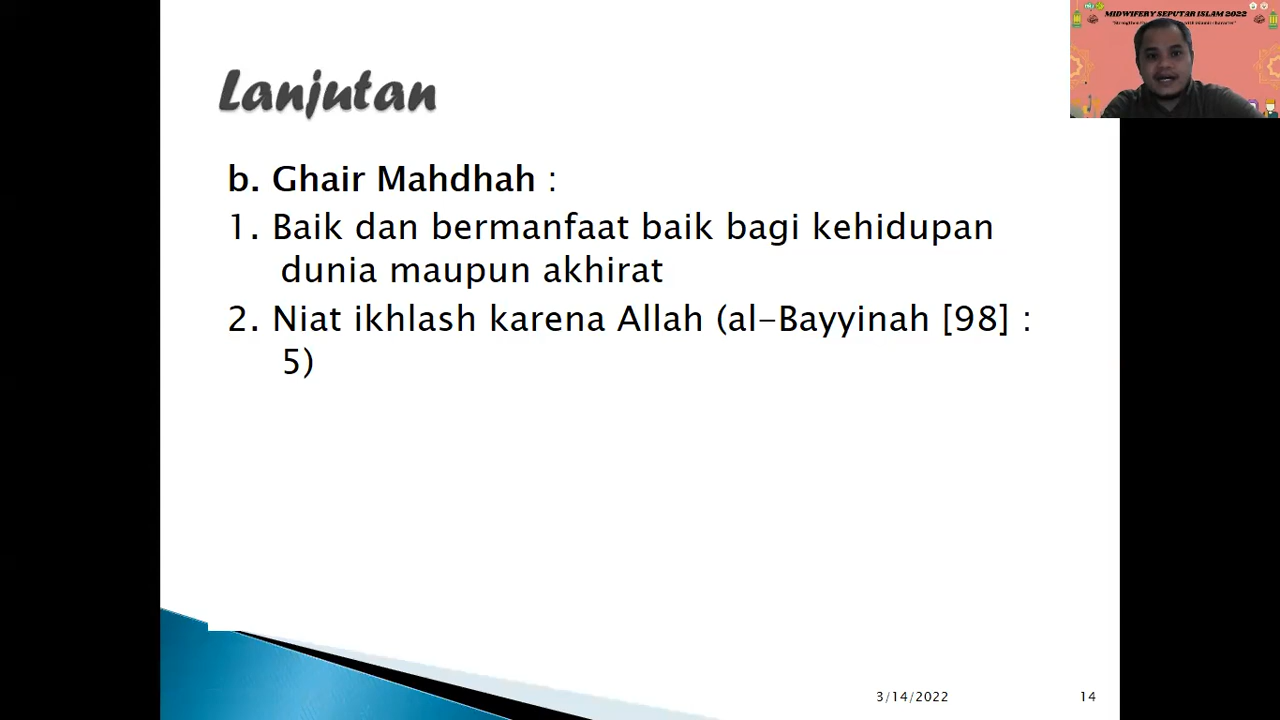 MIDWIFERY SEPUTAR ISLAM 2022
Lanjutan
b. Ghair Mahdhah :
1. Baik dan bermanfaat baik bagi kehidupan
dunia maupun akhirat
2. Niat ikhlash karena Allah (al-Bayyinah [98] :
5)
3/14/2022
14